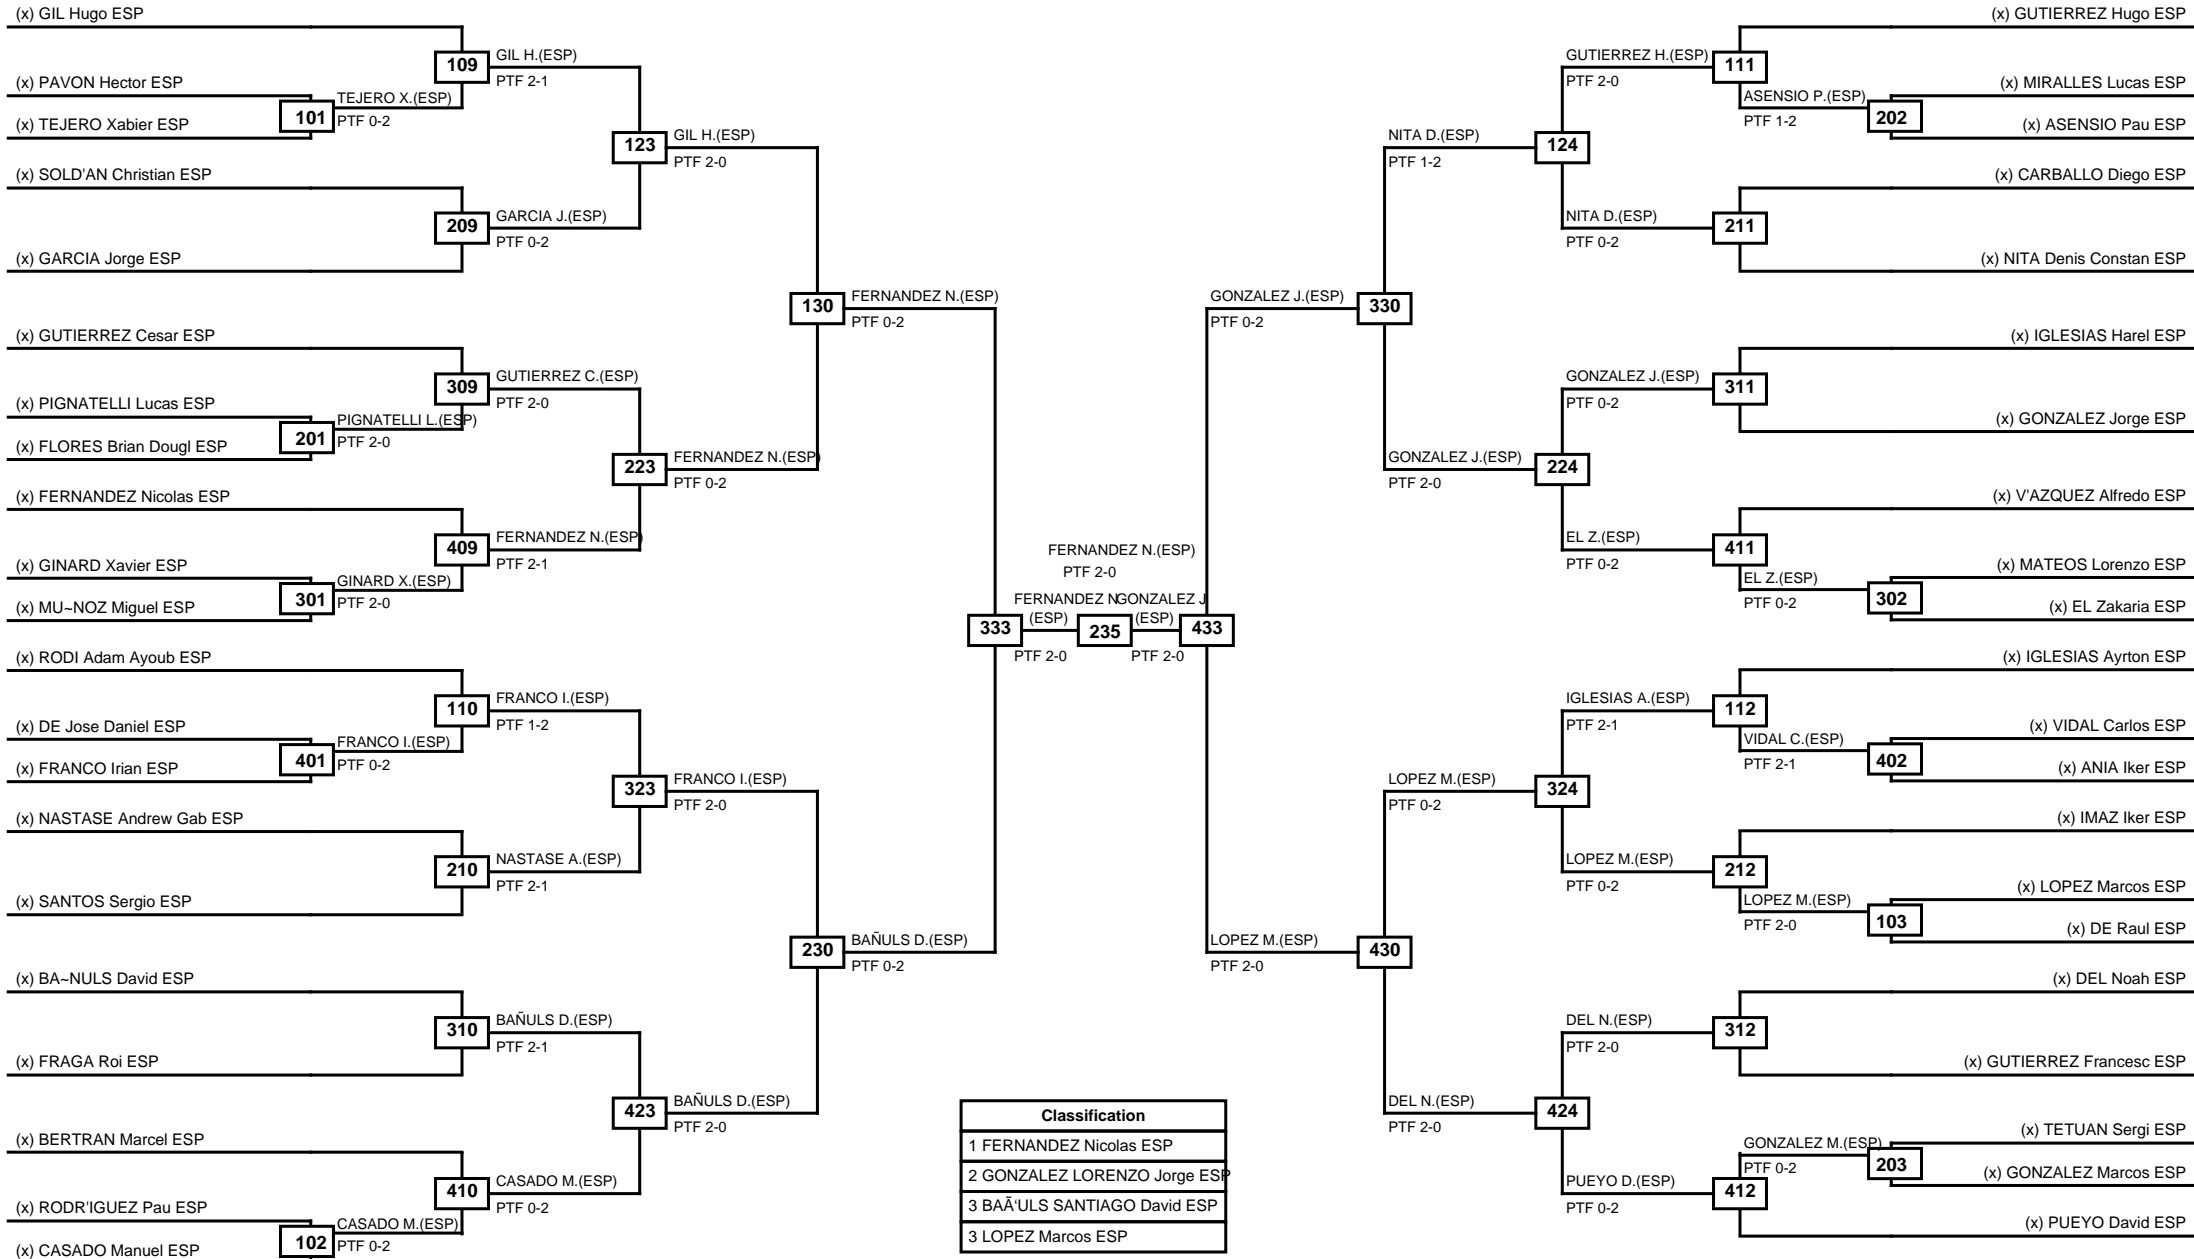 (x) GIL Hugo ESP
109
GIL H.(ESP)
PTF 2-1
(x) PAVON Hector ESP
101
TEJERO X.(ESP)
PTF 0-2
(x) TEJERO Xabier ESP
123
GIL H.(ESP)
PTF 2-0
(x) SOLD'AN Christian ESP
209
GARCIA J.(ESP)
PTF 0-2
(x) GARCIA Jorge ESP
130
FERNANDEZ N.(ESP)
PTF 0-2
(x) GUTIERREZ Cesar ESP
309
GUTIERREZ C.(ESP)
PTF 2-0
(x) PIGNATELLI Lucas ESP
201
PIGNATELLI L.(ESP)
PTF 2-0
(x) FLORES Brian Dougl ESP
223
FERNANDEZ N.(ESP)
PTF 0-2
(x) FERNANDEZ Nicolas ESP
409
FERNANDEZ N.(ESP)
PTF 2-1
(x) GINARD Xavier ESP
301
GINARD X.(ESP)
PTF 2-0
(x) MU~NOZ Miguel ESP
(x) RODI Adam Ayoub ESP
110
FRANCO I.(ESP)
PTF 1-2
(x) DE Jose Daniel ESP
401
FRANCO I.(ESP)
PTF 0-2
(x) FRANCO Irian ESP
323
FRANCO I.(ESP)
PTF 2-0
(x) NASTASE Andrew Gab ESP
210
NASTASE A.(ESP)
PTF 2-1
(x) SANTOS Sergio ESP
230
BAÑULS D.(ESP)
PTF 0-2
(x) BA~NULS David ESP
310
BAÑULS D.(ESP)
PTF 2-1
(x) FRAGA Roi ESP
423
BAÑULS D.(ESP)
PTF 2-0
(x) BERTRAN Marcel ESP
410
CASADO M.(ESP)
PTF 0-2
(x) RODR'IGUEZ Pau ESP
102
CASADO M.(ESP)
PTF 0-2
(x) CASADO Manuel ESP
FERNANDEZ N.(ESP)
PTF 2-0
333
FERNANDEZ N
(ESP)
PTF 2-0
235
GONZALEZ J
(ESP)
PTF 2-0
433
Classification
1 FERNANDEZ Nicolas ESP
2 GONZALEZ LORENZO Jorge ESP
3 BAÃ'ULS SANTIAGO David ESP
3 LOPEZ Marcos ESP
(x) GUTIERREZ Hugo ESP
GUTIERREZ H.(ESP)
PTF 2-0
111
(x) MIRALLES Lucas ESP
ASENSIO P.(ESP)
PTF 1-2
202
(x) ASENSIO Pau ESP
NITA D.(ESP)
PTF 1-2
124
(x) CARBALLO Diego ESP
NITA D.(ESP)
PTF 0-2
211
(x) NITA Denis Constan ESP
GONZALEZ J.(ESP)
PTF 0-2
330
(x) IGLESIAS Harel ESP
GONZALEZ J.(ESP)
PTF 0-2
311
(x) GONZALEZ Jorge ESP
GONZALEZ J.(ESP)
PTF 2-0
224
(x) V'AZQUEZ Alfredo ESP
EL Z.(ESP)
PTF 0-2
411
(x) MATEOS Lorenzo ESP
EL Z.(ESP)
PTF 0-2
302
(x) EL Zakaria ESP
(x) IGLESIAS Ayrton ESP
IGLESIAS A.(ESP)
PTF 2-1
112
(x) VIDAL Carlos ESP
VIDAL C.(ESP)
PTF 2-1
402
(x) ANIA Iker ESP
LOPEZ M.(ESP)
PTF 0-2
324
(x) IMAZ Iker ESP
LOPEZ M.(ESP)
PTF 0-2
212
(x) LOPEZ Marcos ESP
LOPEZ M.(ESP)
PTF 2-0
103
(x) DE Raul ESP
LOPEZ M.(ESP)
PTF 2-0
430
(x) DEL Noah ESP
DEL N.(ESP)
PTF 2-0
312
(x) GUTIERREZ Francesc ESP
DEL N.(ESP)
PTF 2-0
424
(x) TETUAN Sergi ESP
GONZALEZ M.(ESP)
PTF 0-2
203
(x) GONZALEZ Marcos ESP
PUEYO D.(ESP)
PTF 0-2
412
(x) PUEYO David ESP